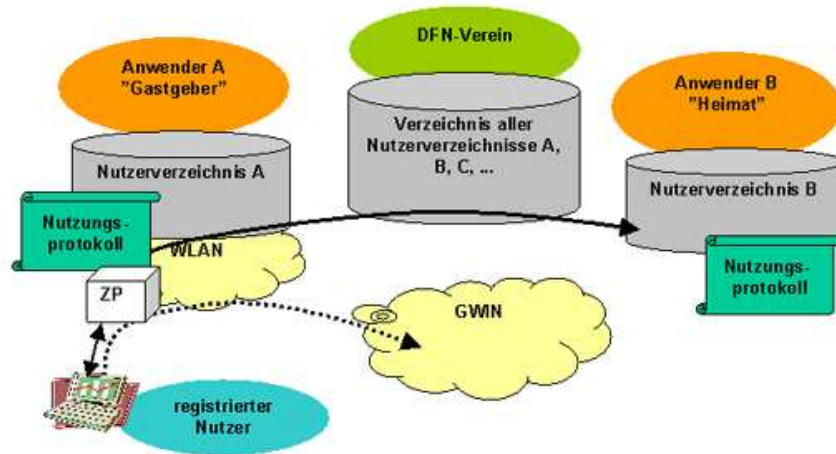 DFN-Verein
Anwender A
"Gastgeber"
Anwender B
"Heimat"
Verzeichnis aller
Nutzerverzeichnisse A,
B, C, ...
Nutzerverzeichnis A
Nutzerverzeichnis B
Nutzungs-
protokoll
WLAN
Nutzungs-
protokoll
ZP
GWIN
registrierter
Nutzer